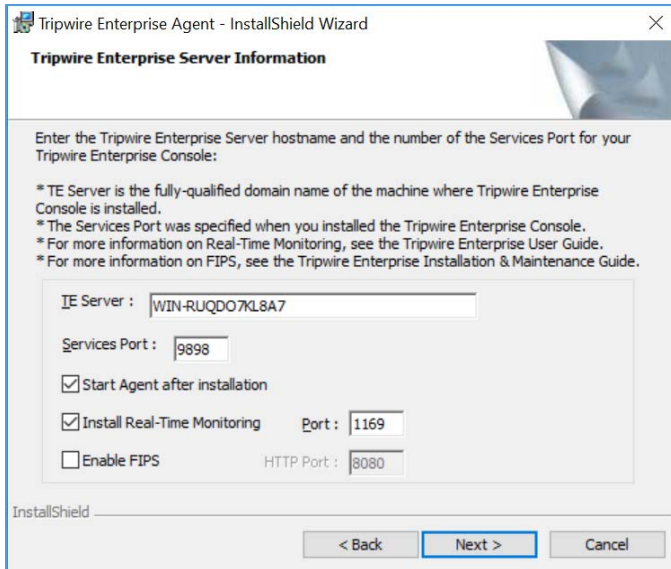 Tripwire Enterprise Agent - InstallShield Wizard
Tripwire Enterprise Server Information
Enter the Tripwire Enterprise Server hostname and the number of the Services Port for your
Tripwire Enterprise Console:
* TE Server is the fully-qualified domain name of the machine where Tripwire Enterprise
Console is installed.
* The Services Port was specified when you installed the Tripwire Enterprise Console.
* For more information on Real-Time Monitoring, see the Tripwire Enterprise User Guide.
* For more information on FIPS, see the Tripwire Enterprise Installation & Maintenance Guide.
TE Server : WIN-RUQDO7KL8A7
Services Port : 9898
Start Agent after installation
Install Real-Time Monitoring Port : 1169
Enable FIPS HTTP Port : 8080
InstallShield
< Back Next > Cancel